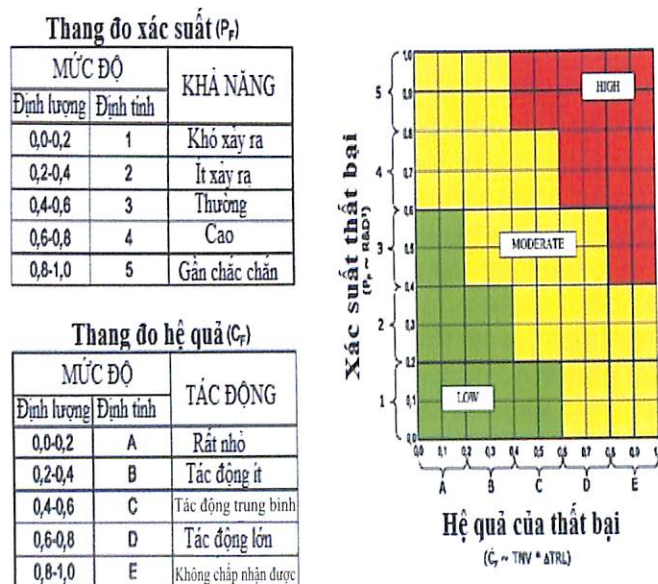 Thang đo xác suất (P_F)
MỨC ĐỘ KHẢ NĂNG
Định lượng Định tính
0,0-0,2 1 Khó xảy ra
0,2-0,4 2 Ít xảy ra
0,4-0,6 3 Thường
0,6-0,8 4 Cao
0,8-1,0 5 Gần chắc chắn
Thang đo hệ quả (C_F)
MỨC ĐỘ TÁC ĐỘNG
Định lượng Định tính
0,0-0,2 A Rất nhỏ
0,2-0,4 B Tác động ít
0,4-0,6 C Tác động trung bình
0,6-0,8 D Tác động lớn
0,8-1,0 E Không chấp nhận được
Xác suất thất bại
(P_F ~ R&D³)
1,0
5 0,9 HIGH
0,8
4 0,7
0,6
3 0,5 MODERATE
0,4
2 0,3
0,2
1 0,1 LOW
0,0
0,0 0,1 0,2 0,3 0,4 0,5 0,6 0,7 0,8 0,9 1
A B C D E
Hệ quả của thất bại
(C_F ~ TNV * ΔTRL)